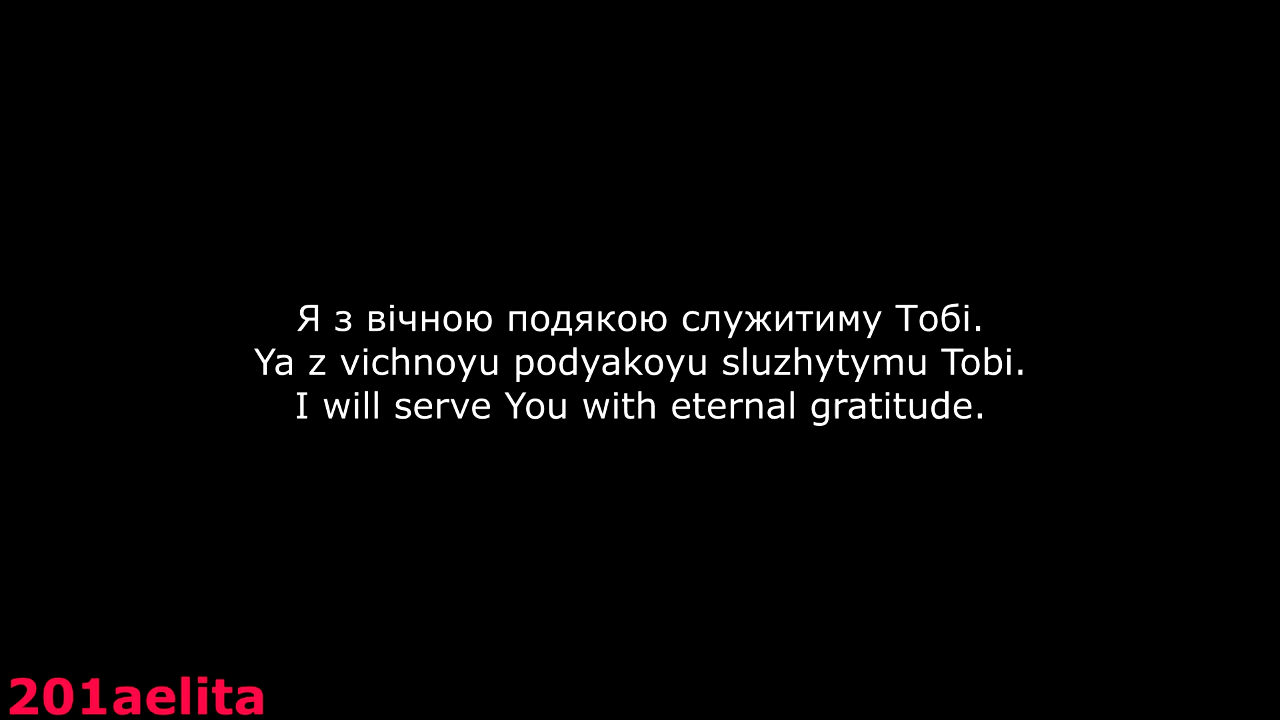 Я з вічною подякою служитиму Тобі.
Ya z vichnoyu podyakoyu sluzhytymu Tobi.
I will serve You with eternal gratitude.
201aelita